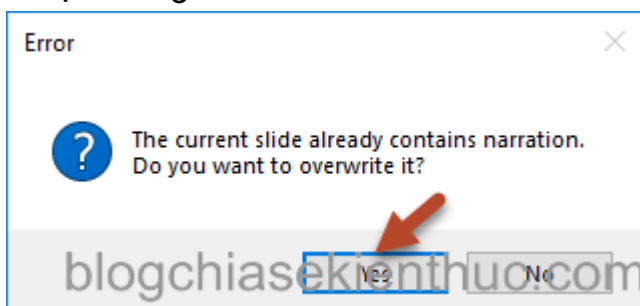 Error
The current slide already contains narration.
Do you want to overwrite it?
Yes No
blogchiasekienthuc.com